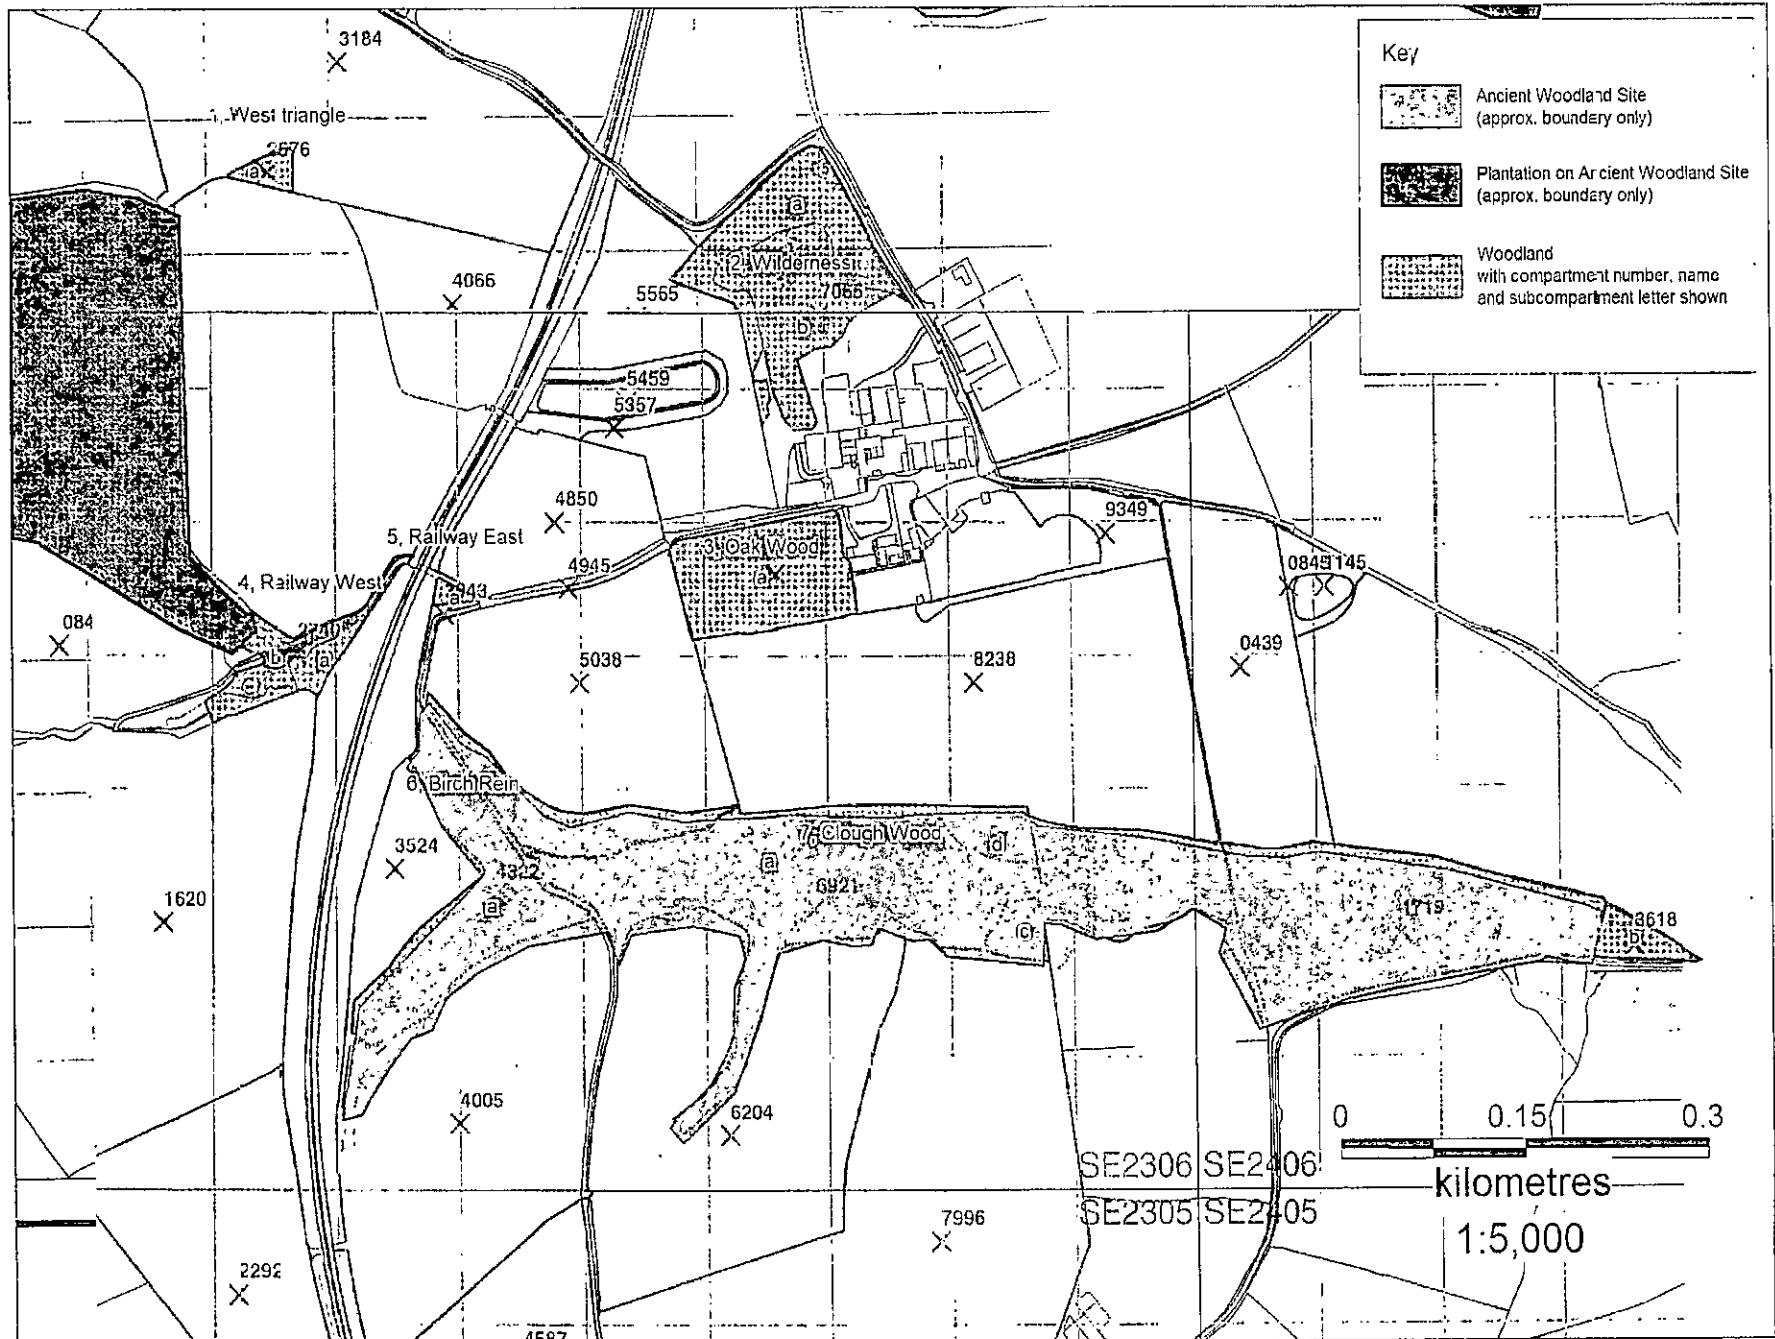 3184
Key
Ancient Woodland Site
(approx. boundary only)
Plantation on Ancient Woodland Site
(approx. boundary only)
Woodland
with compartment number, name
and subcompartment letter shown
1, West triangle
a
a
2, Wilderness
4066
5565
7066
b
5459
5357
4850
9349
5, Railway East
3, Oak Wood
4945
a
4, Railway West
a
084
b
a
c
5038
8238
0439
6, Birch Rein
7, Clough Wood
d
a
3524
4322
6921
1719
1620
a
c
3618
b
4005
6204
0 0.15 0.3
kilometres
1:5,000
SE2306 SE2406
SE2305 SE2405
7996
2292
4587